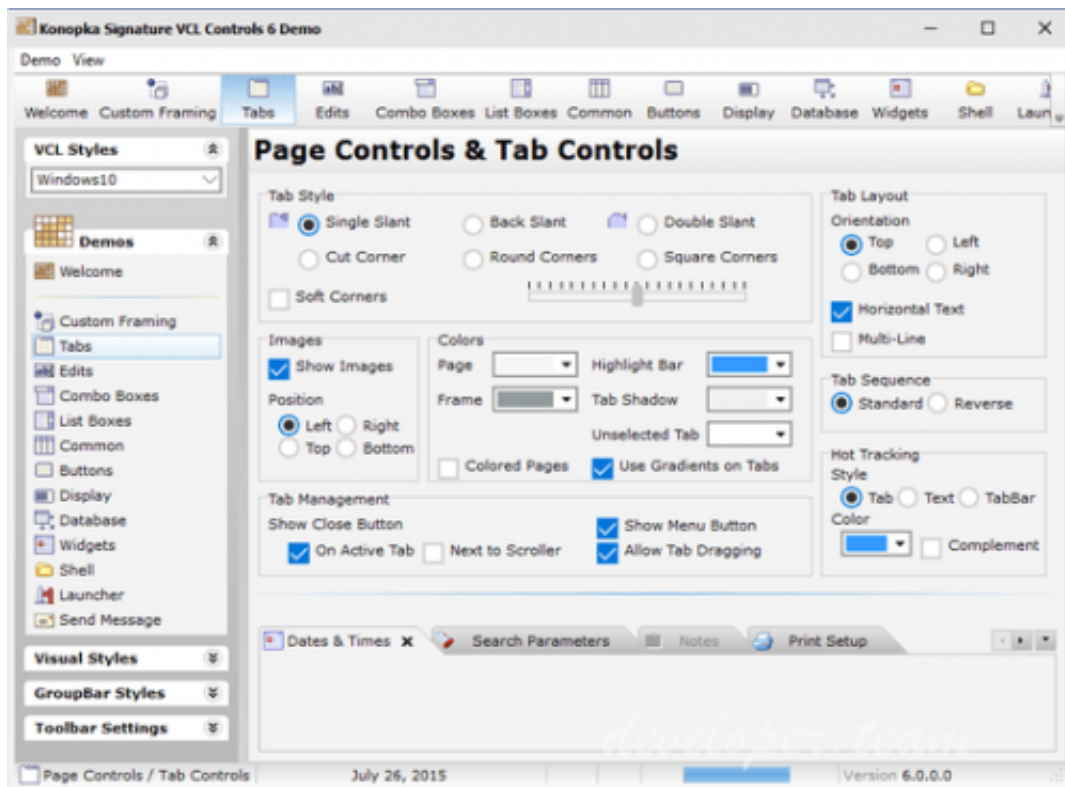 Konopka Signature VCL Controls 6 Demo
Demo View
Welcome Custom Framing Tabs Edits Combo Boxes List Boxes Common Buttons Display Database Widgets Shell Laun
VCL Styles
Windows10
Demos
Welcome
Custom Framing
Tabs
Edits
Combo Boxes
List Boxes
Common
Buttons
Display
Database
Widgets
Shell
Launcher
Send Message
Visual Styles
GroupBar Styles
Toolbar Settings
Page Controls & Tab Controls
Tab Style
Single Slant Back Slant Double Slant
Cut Corner Round Corners Square Corners
Soft Corners
Images
Show Images
Position
Left Right
Top Bottom
Colors
Page Highlight Bar
Frame Tab Shadow
Unselected Tab
Colored Pages Use Gradients on Tabs
Tab Management
Show Close Button Show Menu Button
On Active Tab Next to Scroller Allow Tab Dragging
Tab Layout
Orientation
Top Left
Bottom Right
Horizontal Text
Multi-Line
Tab Sequence
Standard Reverse
Hot Tracking
Style
Tab Text TabBar
Color
Complement
Dates & Times Search Parameters Notes Print Setup
developer.team
Page Controls / Tab Controls July 26, 2015 Version 6.0.0.0